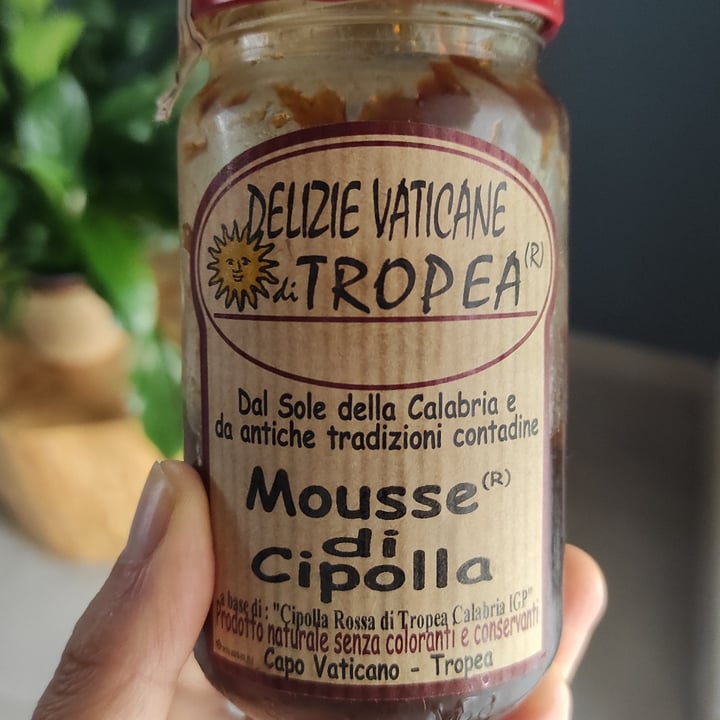 DELIZIE VATICANE
di TROPEA (R)
Dal Sole della Calabria e
da antiche tradizioni contadine
Mousse (R)
di
Cipolla
a base di : "Cipolla Rossa di Tropea Calabria IGP"
Prodotto naturale senza coloranti e conservanti
Capo Vaticano - Tropea